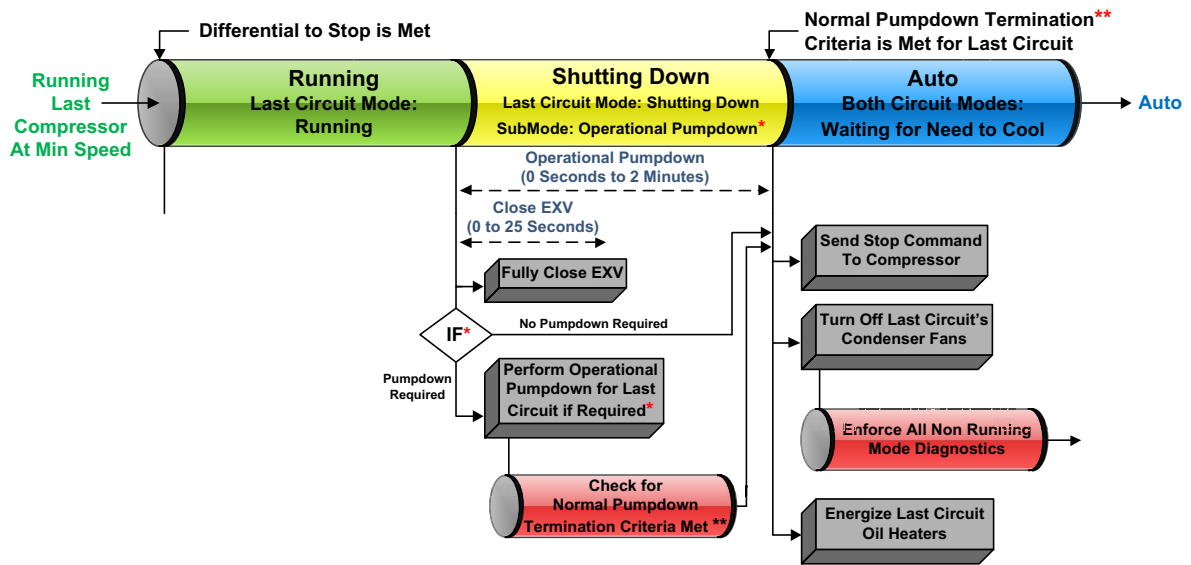 Differential to Stop is Met
Normal Pumpdown Termination**
Criteria is Met for Last Circuit
Running
Last
Compressor
At Min Speed
Running
Last Circuit Mode:
Running
Shutting Down
Last Circuit Mode: Shutting Down
SubMode: Operational Pumpdown*
Auto
Both Circuit Modes:
Waiting for Need to Cool
Auto
Operational Pumpdown
(0 Seconds to 2 Minutes)
Close EXV
(0 to 25 Seconds)
Fully Close EXV
IF*
No Pumpdown Required
Pumpdown
Required
Perform Operational
Pumpdown for Last
Circuit if Required*
Check for
Normal Pumpdown
Termination Criteria Met **
Send Stop Command
To Compressor
Turn Off Last Circuit's
Condenser Fans
Enforce All Non Running
Mode Diagnostics
Energize Last Circuit
Oil Heaters